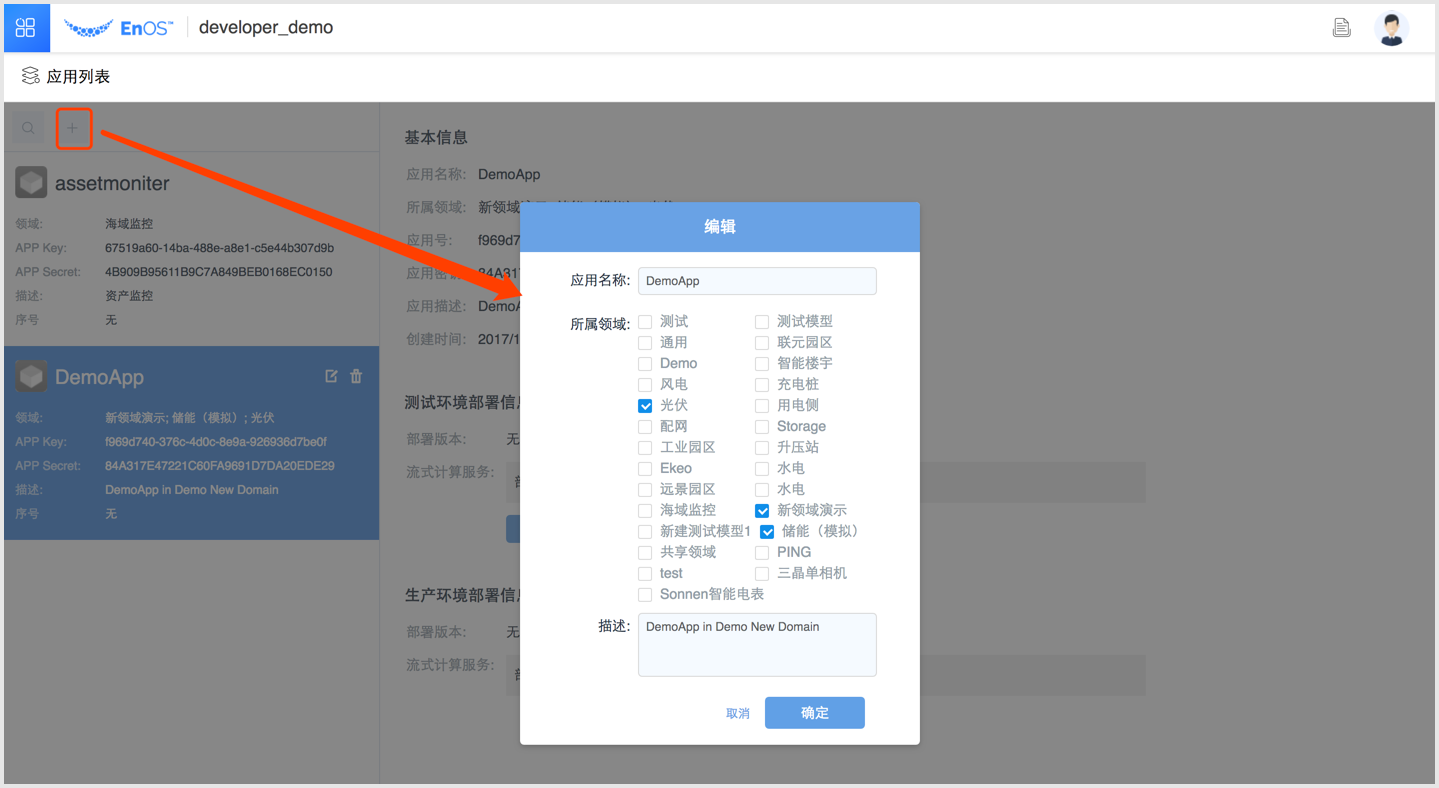 EnOS™ developer_demo
应用列表
assetmoniter
领域: 海域监控
APP Key: 67519a60-14ba-488e-a8e1-c5e44b307d9b
APP Secret: 4B909B95611B9C7A849BEB0168EC0150
描述: 资产监控
序号 无
DemoApp
领域: 新领域演示; 储能（模拟）; 光伏
APP Key: f969d740-376c-4d0c-8e9a-926936d7be0f
APP Secret: 84A317E47221C60FA9691D7DA20EDE29
描述: DemoApp in Demo New Domain
序号 无
基本信息
应用名称: DemoApp
所属领域: 新领域
应用号: f969d7
应用密 84A31
应用描述: DemoA
创建时间: 2017/1
测试环境部署信
部署版本: 无
流式计算服务:
生产环境部署信
部署版本: 无
流式计算服务:
编辑
应用名称: DemoApp
所属领域: 测试 测试模型
通用 联元园区
Demo 智能楼宇
风电 充电桩
光伏 用电侧
配网 Storage
工业园区 升压站
Ekeo 水电
远景园区 水电
海域监控 新领域演示
新建测试模型1 储能（模拟）
共享领域 PING
test 三晶单相机
Sonnen智能电表
描述: DemoApp in Demo New Domain
取消 确定